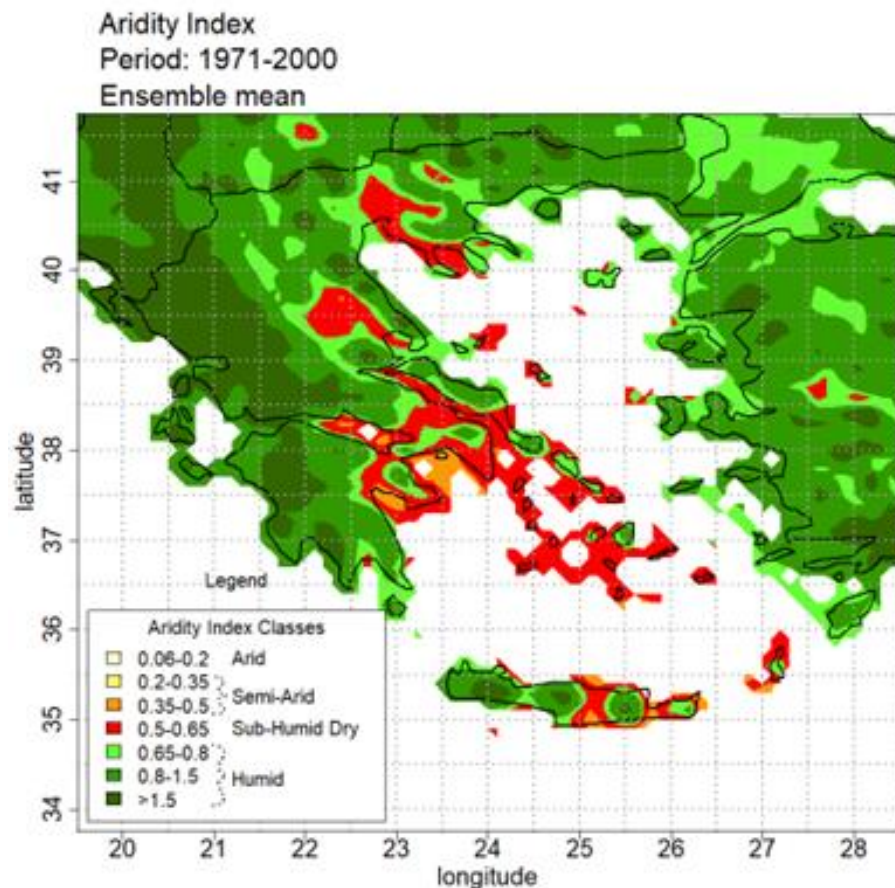 Aridity Index
Period: 1971-2000
Ensemble mean
41
40
39
38
37
36
35
34
latitude
Legend
Aridity Index Classes
0.06-0.2 Arid
0.2-0.35
Semi-Arid
0.35-0.5
0.5-0.65 Sub-Humid Dry
0.65-0.8
0.8-1.5 Humid
>1.5
20 21 22 23 24 25 26 27 28
longitude